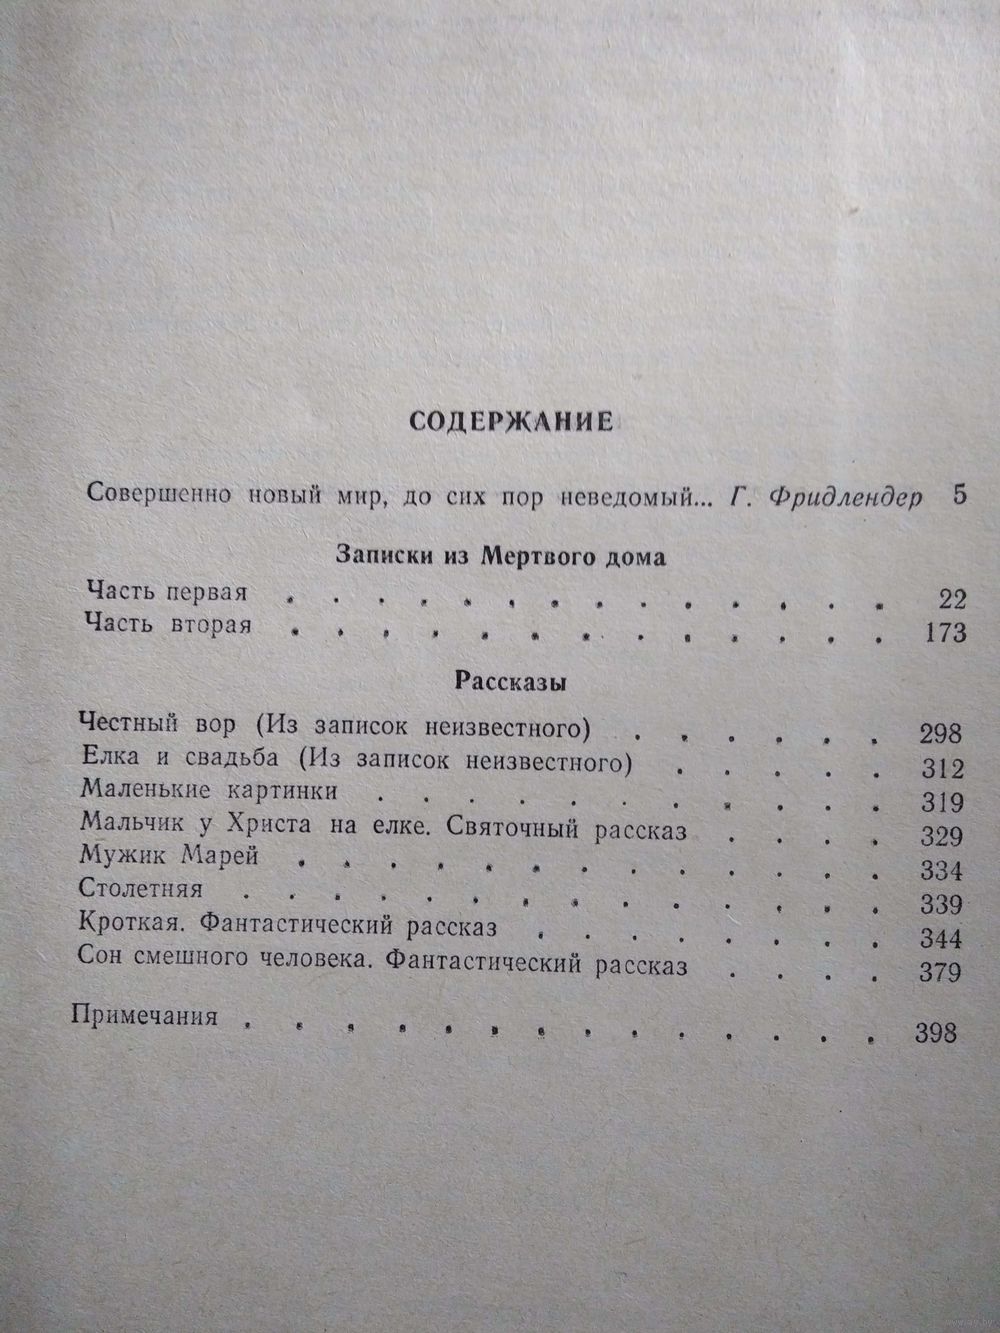 СОДЕРЖАНИЕ
Совершенно новый мир, до сих пор неведомый... Г. Фридлендер 5
Записки из Мертвого дома
Часть первая . . . . . . . . . . . . . . 22
Часть вторая . . . . . . . . . . . . . 173
Рассказы
Честный вор (Из записок неизвестного) . . . . . . 298
Елка и свадьба (Из записок неизвестного) . . . . . 312
Маленькие картинки . . . . . . . . . . . 319
Мальчик у Христа на елке. Святочный рассказ . . . . 329
Мужик Марей . . . . . . . . . . . . . 334
Столетняя . . . . . . . . . . . . . . 339
Кроткая. Фантастический рассказ . . . . . . . . 344
Сон смешного человека. Фантастический рассказ . . . . 379
Примечания . . . . . . . . . . . . . . 398